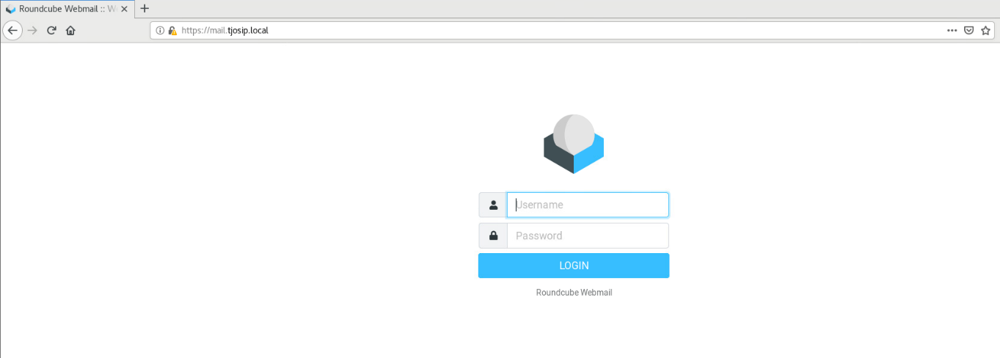 Roundcube Webmail :: W
https://mail.tjosip.local
Username
Password
LOGIN
Roundcube Webmail